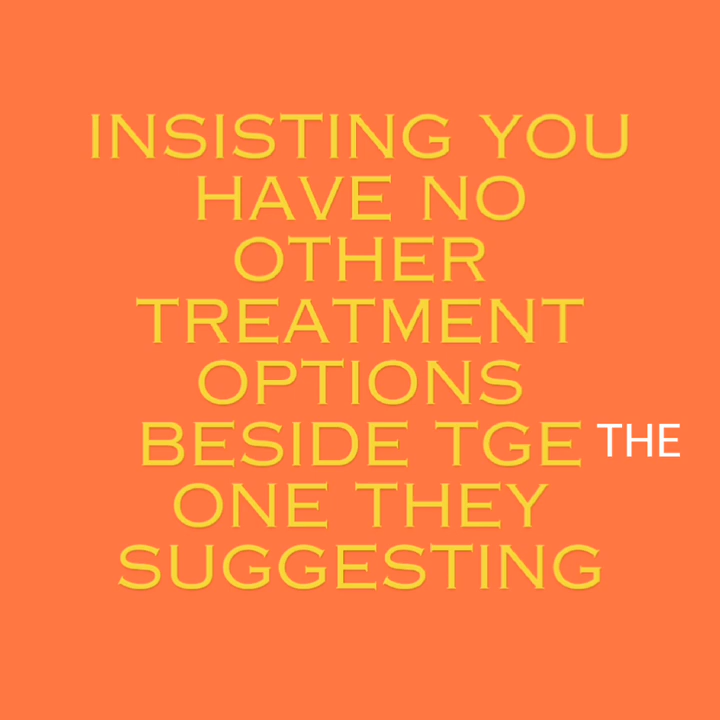 INSISTING YOU
HAVE NO
OTHER
TREATMENT
OPTIONS
BESIDE TGE THE
ONE THEY
SUGGESTING